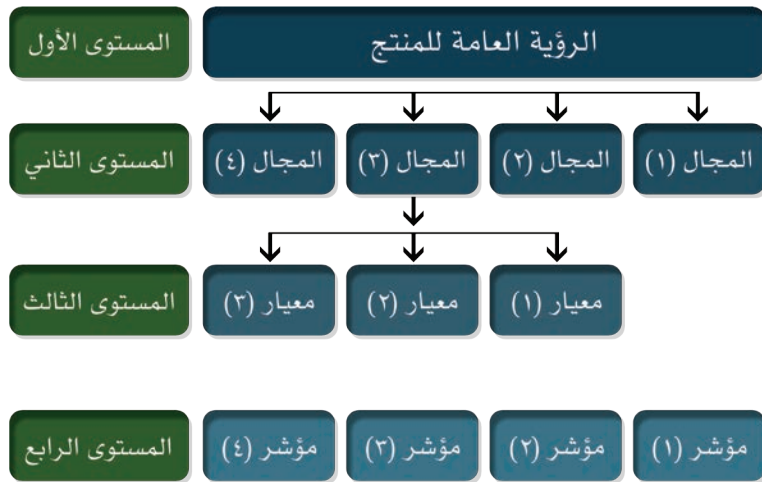 المستوى الأول
الرؤية العامة للمنتج
المستوى الثاني
المجال (١)
المجال (٢)
المجال (٣)
المجال (٤)
المستوى الثالث
معيار (١)
معيار (٢)
معيار (٣)
المستوى الرابع
مؤشر (١)
مؤشر (٢)
مؤشر (٣)
مؤشر (٤)